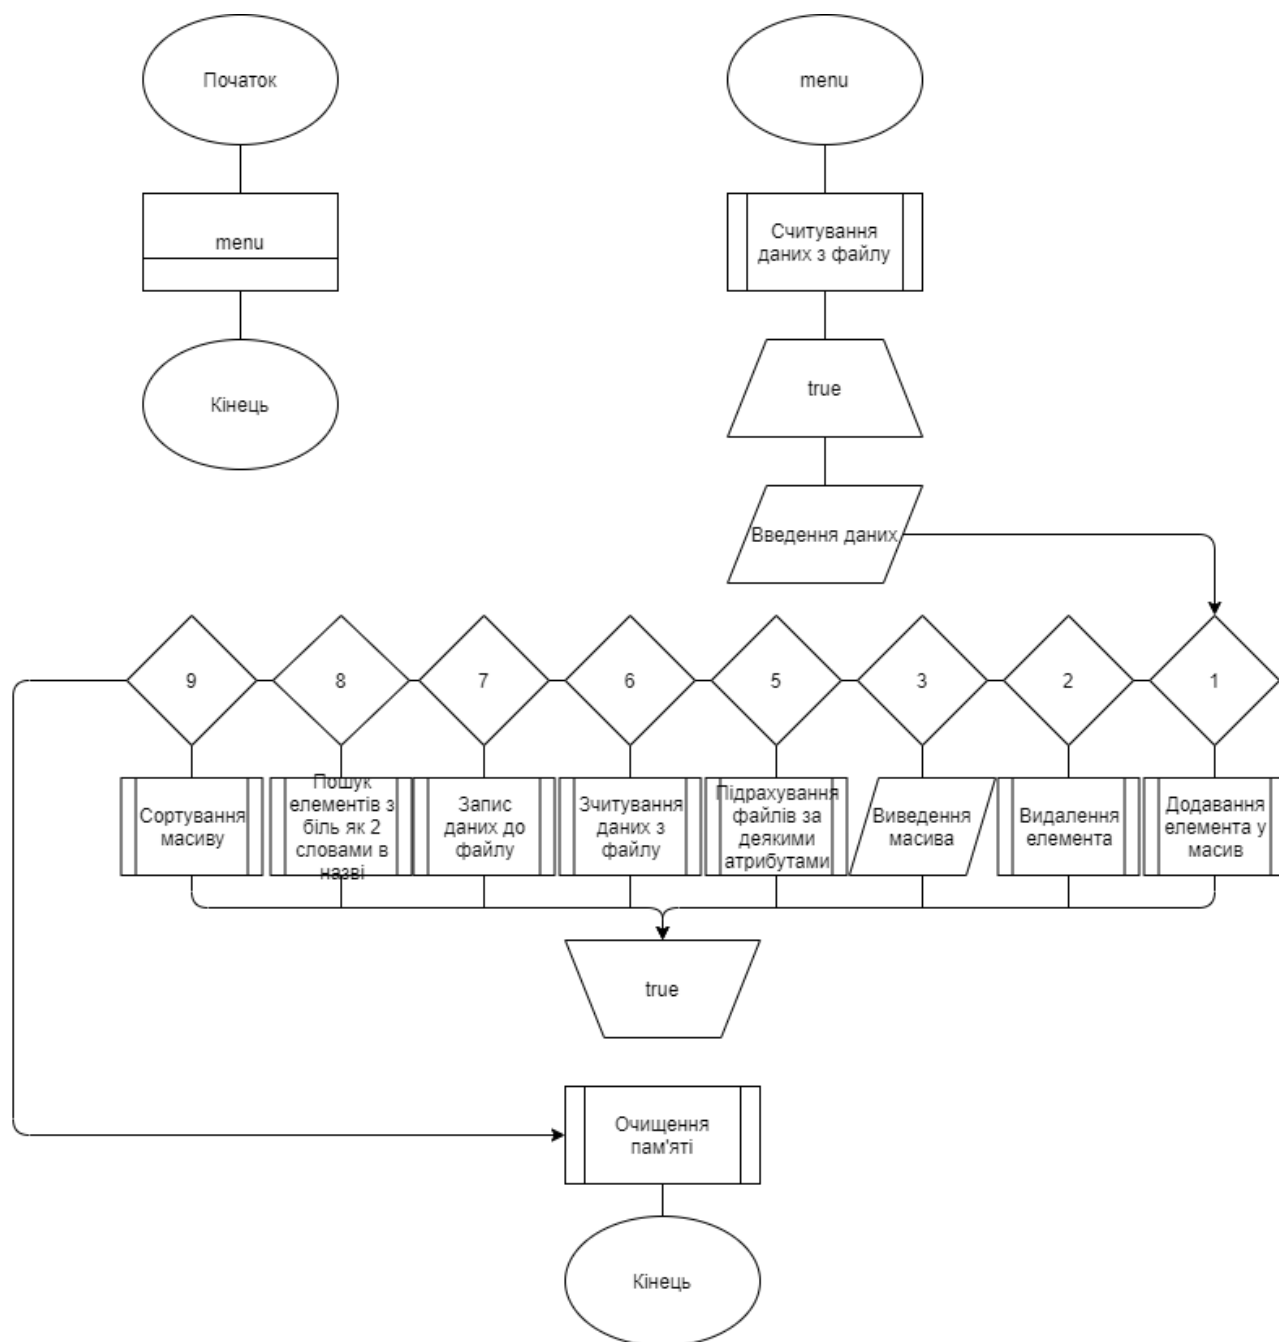 Початок
menu
Кінець
menu
Считування
даних з файлу
true
Введення даних
9
8
7
6
5
3
2
1
Сортування
масиву
Пошук
елементів з
біль як 2
словами в
назві
Запис
даних до
файлу
Зчитування
даних з
файлу
Підрахування
файлів за
деякими
атрибутами
Виведення
масива
Видалення
елемента
Додавання
елемента у
масив
true
Очищення
пам'яті
Кінець